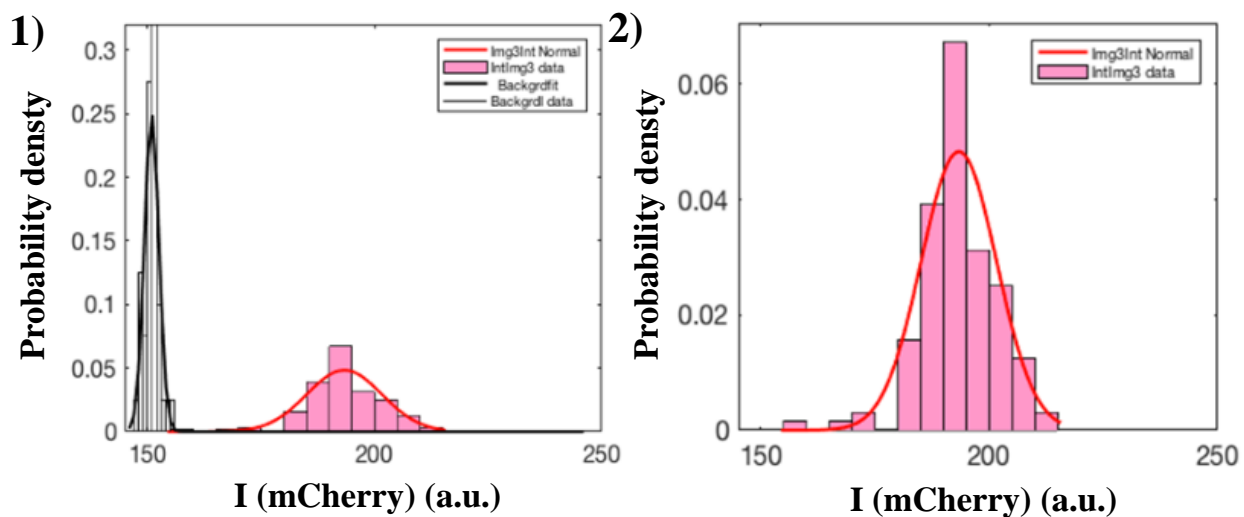 1)
0.3
0.25
0.2
0.15
0.1
0.05
0
150
200
250
Probability densty
I (mCherry) (a.u.)
Img3Int Normal
IntImg3 data
Backgrdfit
Backgrdl data
2)
0.06
0.04
0.02
0
150
200
250
Probability densty
I (mCherry) (a.u.)
Img3Int Normal
IntImg3 data